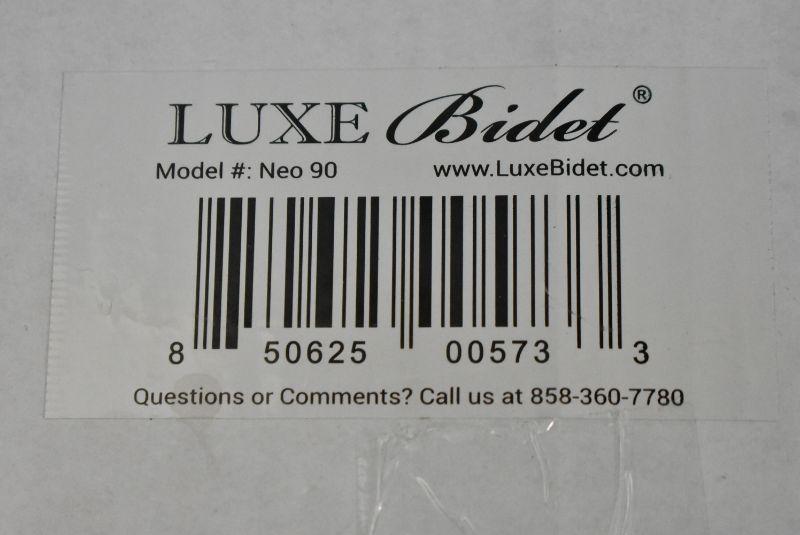 LUXE Bidet®
Model #: Neo 90 www.LuxeBidet.com
8 50625 00573 3
Questions or Comments? Call us at 858-360-7780